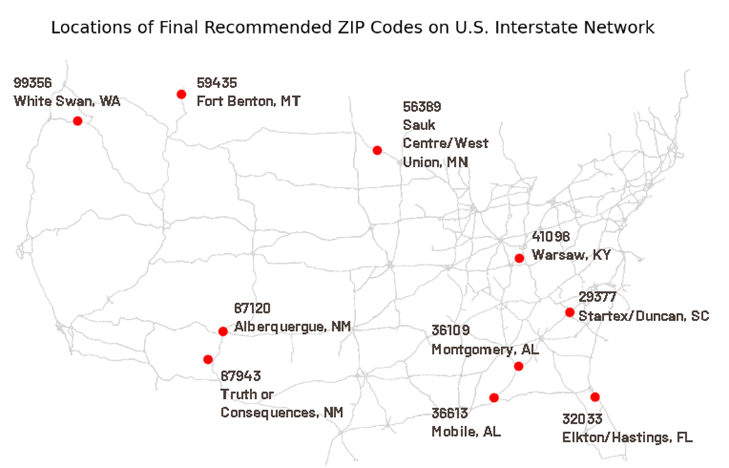 Locations of Final Recommended ZIP Codes on U.S. Interstate Network
99356
White Swan, WA
59435
Fort Benton, MT
56389
Sauk
Centre/West
Union, MN
41098
Warsaw, KY
29377
Startex/Duncan, SC
87120
Alberquergue, NM
36109
Montgomery, AL
87943
Truth or
Consequences, NM
36613
Mobile, AL
32033
Elkton/Hastings, FL